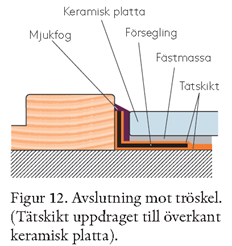 Keramisk platta
Mjukfog
Försegling
Fästmassa
Tätskikt
Figur 12. Avslutning mot tröskel.
(Tätskikt uppdraget till överkant
keramisk platta).